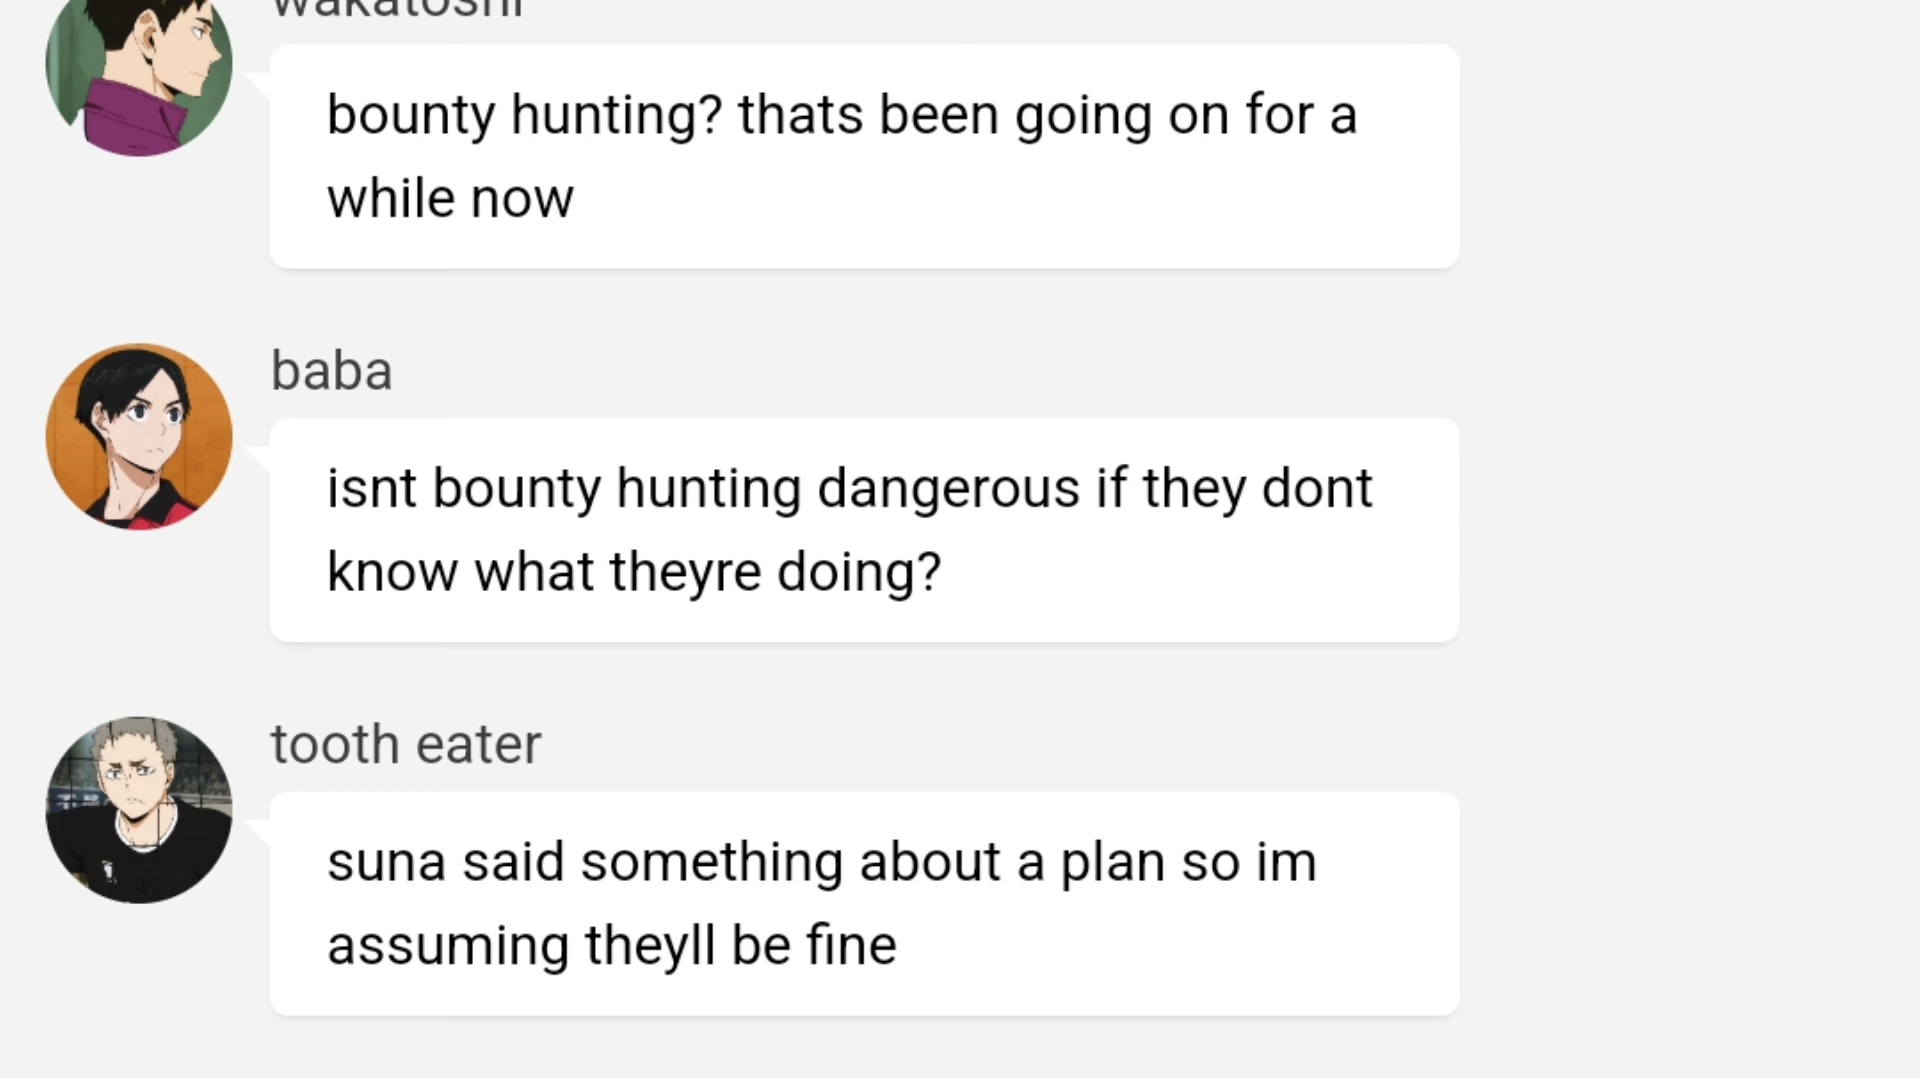 wakatoshi
bounty hunting? thats been going on for a
while now
baba
isnt bounty hunting dangerous if they dont
know what theyre doing?
tooth eater
suna said something about a plan so im
assuming theyll be fine